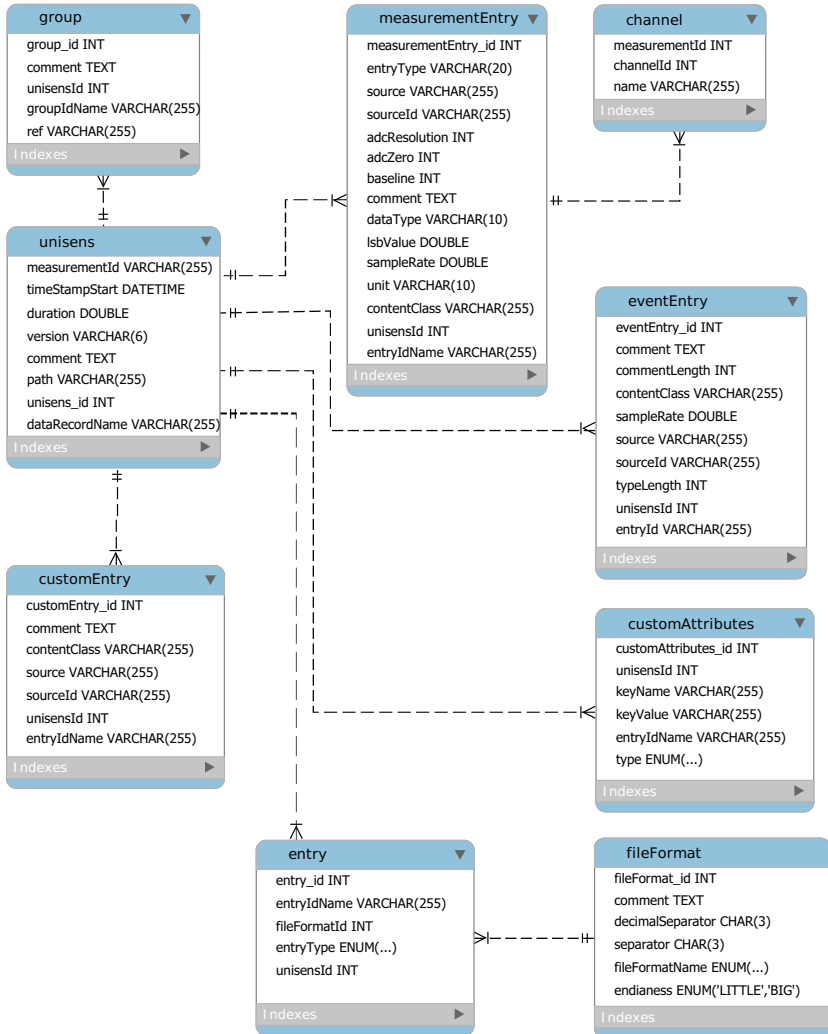 group
group_id INT
comment TEXT
unisensId INT
groupIdName VARCHAR(255)
ref VARCHAR(255)
Indexes
measurementEntry
measurementEntry_id INT
entryType VARCHAR(20)
source VARCHAR(255)
sourceId VARCHAR(255)
adcResolution INT
adcZero INT
baseline INT
comment TEXT
dataType VARCHAR(10)
lsbValue DOUBLE
sampleRate DOUBLE
unit VARCHAR(10)
contentClass VARCHAR(255)
unisensId INT
entryIdName VARCHAR(255)
Indexes
channel
measurementId INT
channelId INT
name VARCHAR(255)
Indexes
unisens
measurementId VARCHAR(255)
timeStampStart DATETIME
duration DOUBLE
version VARCHAR(6)
comment TEXT
path VARCHAR(255)
unisens_id INT
dataRecordName VARCHAR(255)
Indexes
eventEntry
eventEntry_id INT
comment TEXT
commentLength INT
contentClass VARCHAR(255)
sampleRate DOUBLE
source VARCHAR(255)
sourceId VARCHAR(255)
typeLength INT
unisensId INT
entryId VARCHAR(255)
Indexes
customEntry
customEntry_id INT
comment TEXT
contentClass VARCHAR(255)
source VARCHAR(255)
sourceId VARCHAR(255)
unisensId INT
entryIdName VARCHAR(255)
Indexes
customAttributes
customAttributes_id INT
unisensId INT
keyName VARCHAR(255)
keyValue VARCHAR(255)
entryIdName VARCHAR(255)
type ENUM(...)
Indexes
entry
entry_id INT
entryIdName VARCHAR(255)
fileFormatId INT
entryType ENUM(...)
unisensId INT
Indexes
fileFormat
fileFormat_id INT
comment TEXT
decimalSeparator CHAR(3)
separator CHAR(3)
fileFormatName ENUM(...)
endianess ENUM('LITTLE','BIG')
Indexes